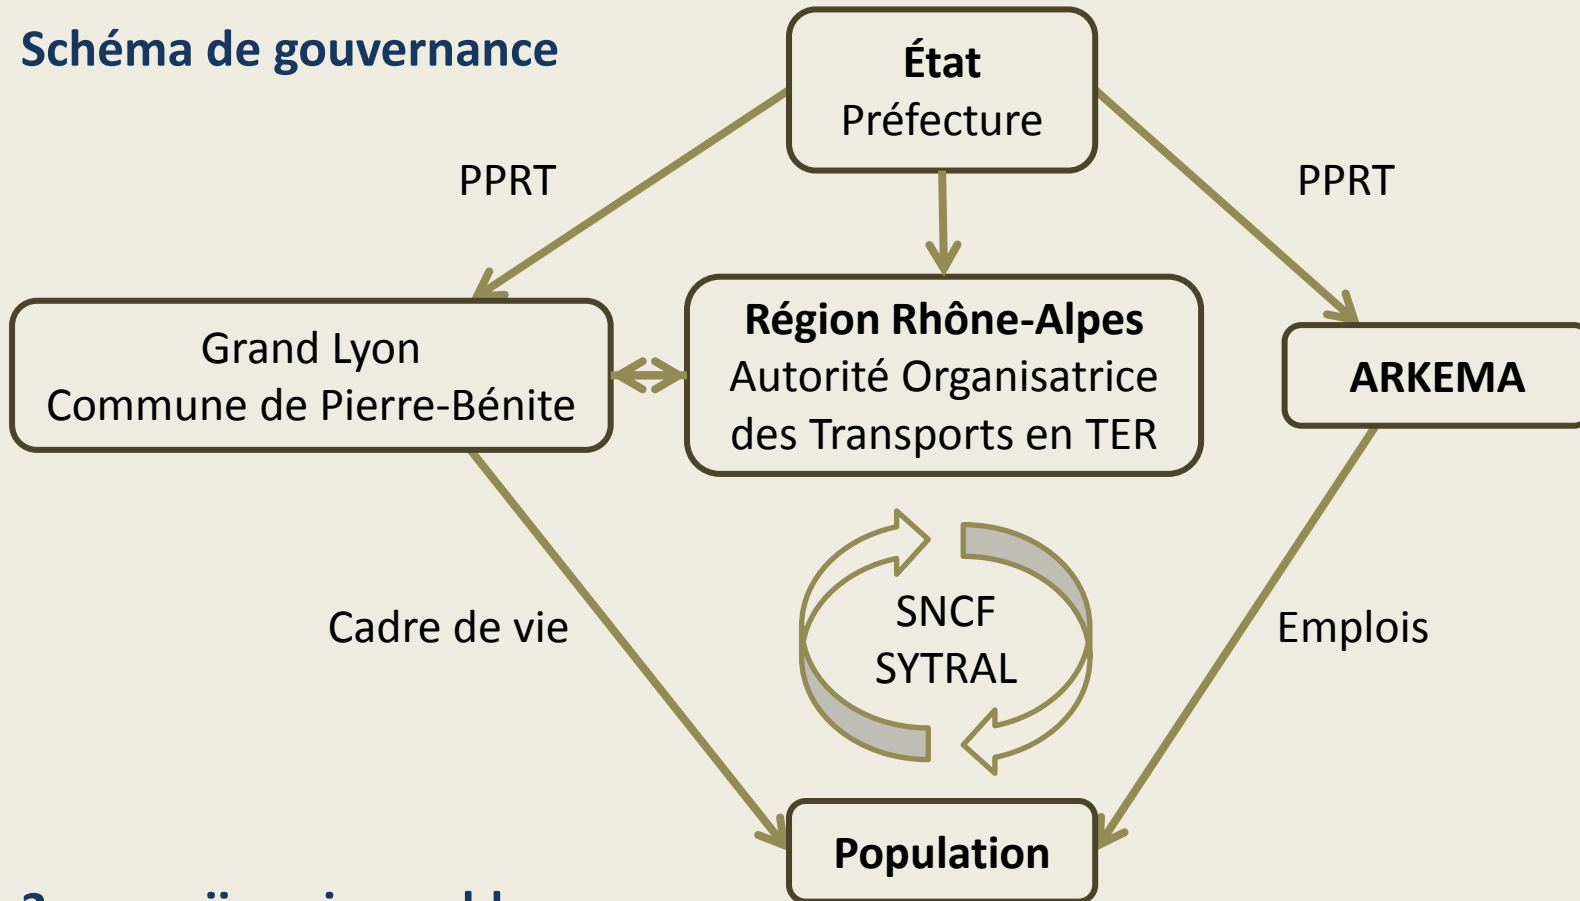 Schéma de gouvernance
État
Préfecture
PPRT
PPRT
Grand Lyon
Commune de Pierre-Bénite
Région Rhône-Alpes
Autorité Organisatrice
des Transports en TER
ARKEMA
Cadre de vie
SNCF
SYTRAL
Emplois
Population